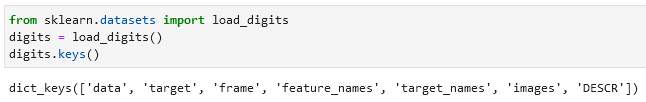 from sklearn.datasets import load_digits
digits = load_digits()
digits.keys()
dict_keys(['data', 'target', 'frame', 'feature_names', 'target_names', 'images', 'DESCR'])